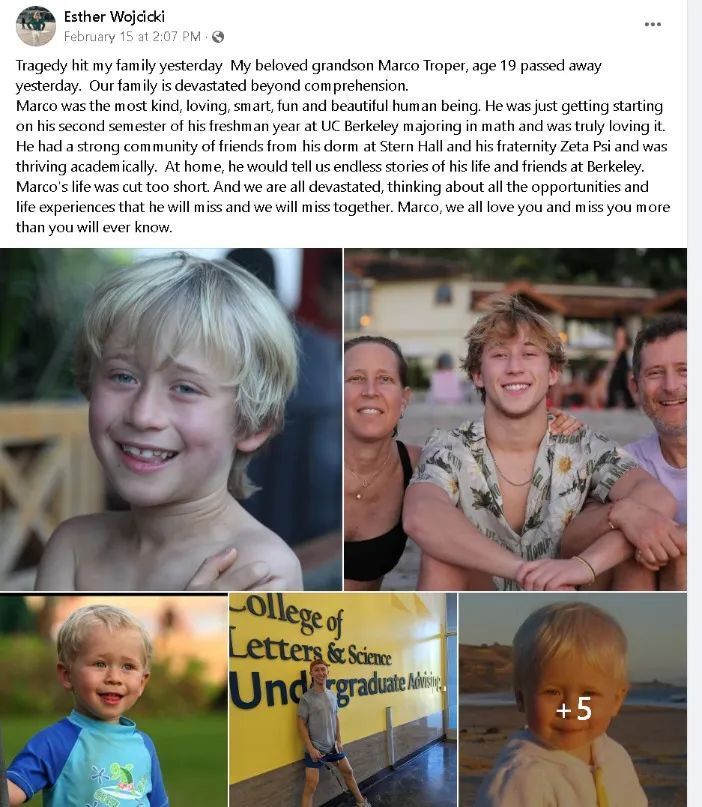 Esther Wojcicki
February 15 at 2:07 PM ·
Tragedy hit my family yesterday  My beloved grandson Marco Troper, age 19 passed away
yesterday.  Our family is devastated beyond comprehension.
Marco was the most kind, loving, smart, fun and beautiful human being. He was just getting starting
on his second semester of his freshman year at UC Berkeley majoring in math and was truly loving it.
He had a strong community of friends from his dorm at Stern Hall and his fraternity Zeta Psi and was
thriving academically.  At home, he would tell us endless stories of his life and friends at Berkeley.
Marco's life was cut too short. And we are all devastated, thinking about all the opportunities and
life experiences that he will miss and we will miss together. Marco, we all love you and miss you more
than you will ever know.
College of
Letters & Science
Undergraduate Advising
+5